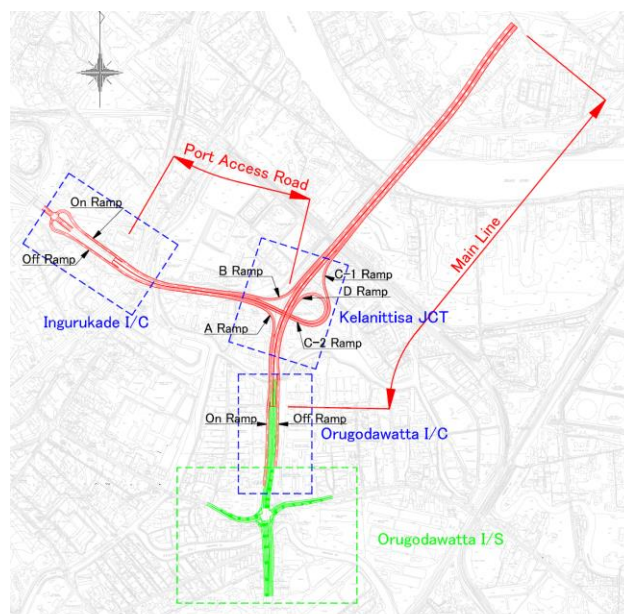 Port Access Road
Main Line
On Ramp
Off Ramp
B Ramp
C-1 Ramp
D Ramp
Ingurukade I/C
A Ramp
Kelanittisa JCT
C-2 Ramp
On Ramp
Off Ramp
Orugodawatta I/C
Orugodawatta I/S